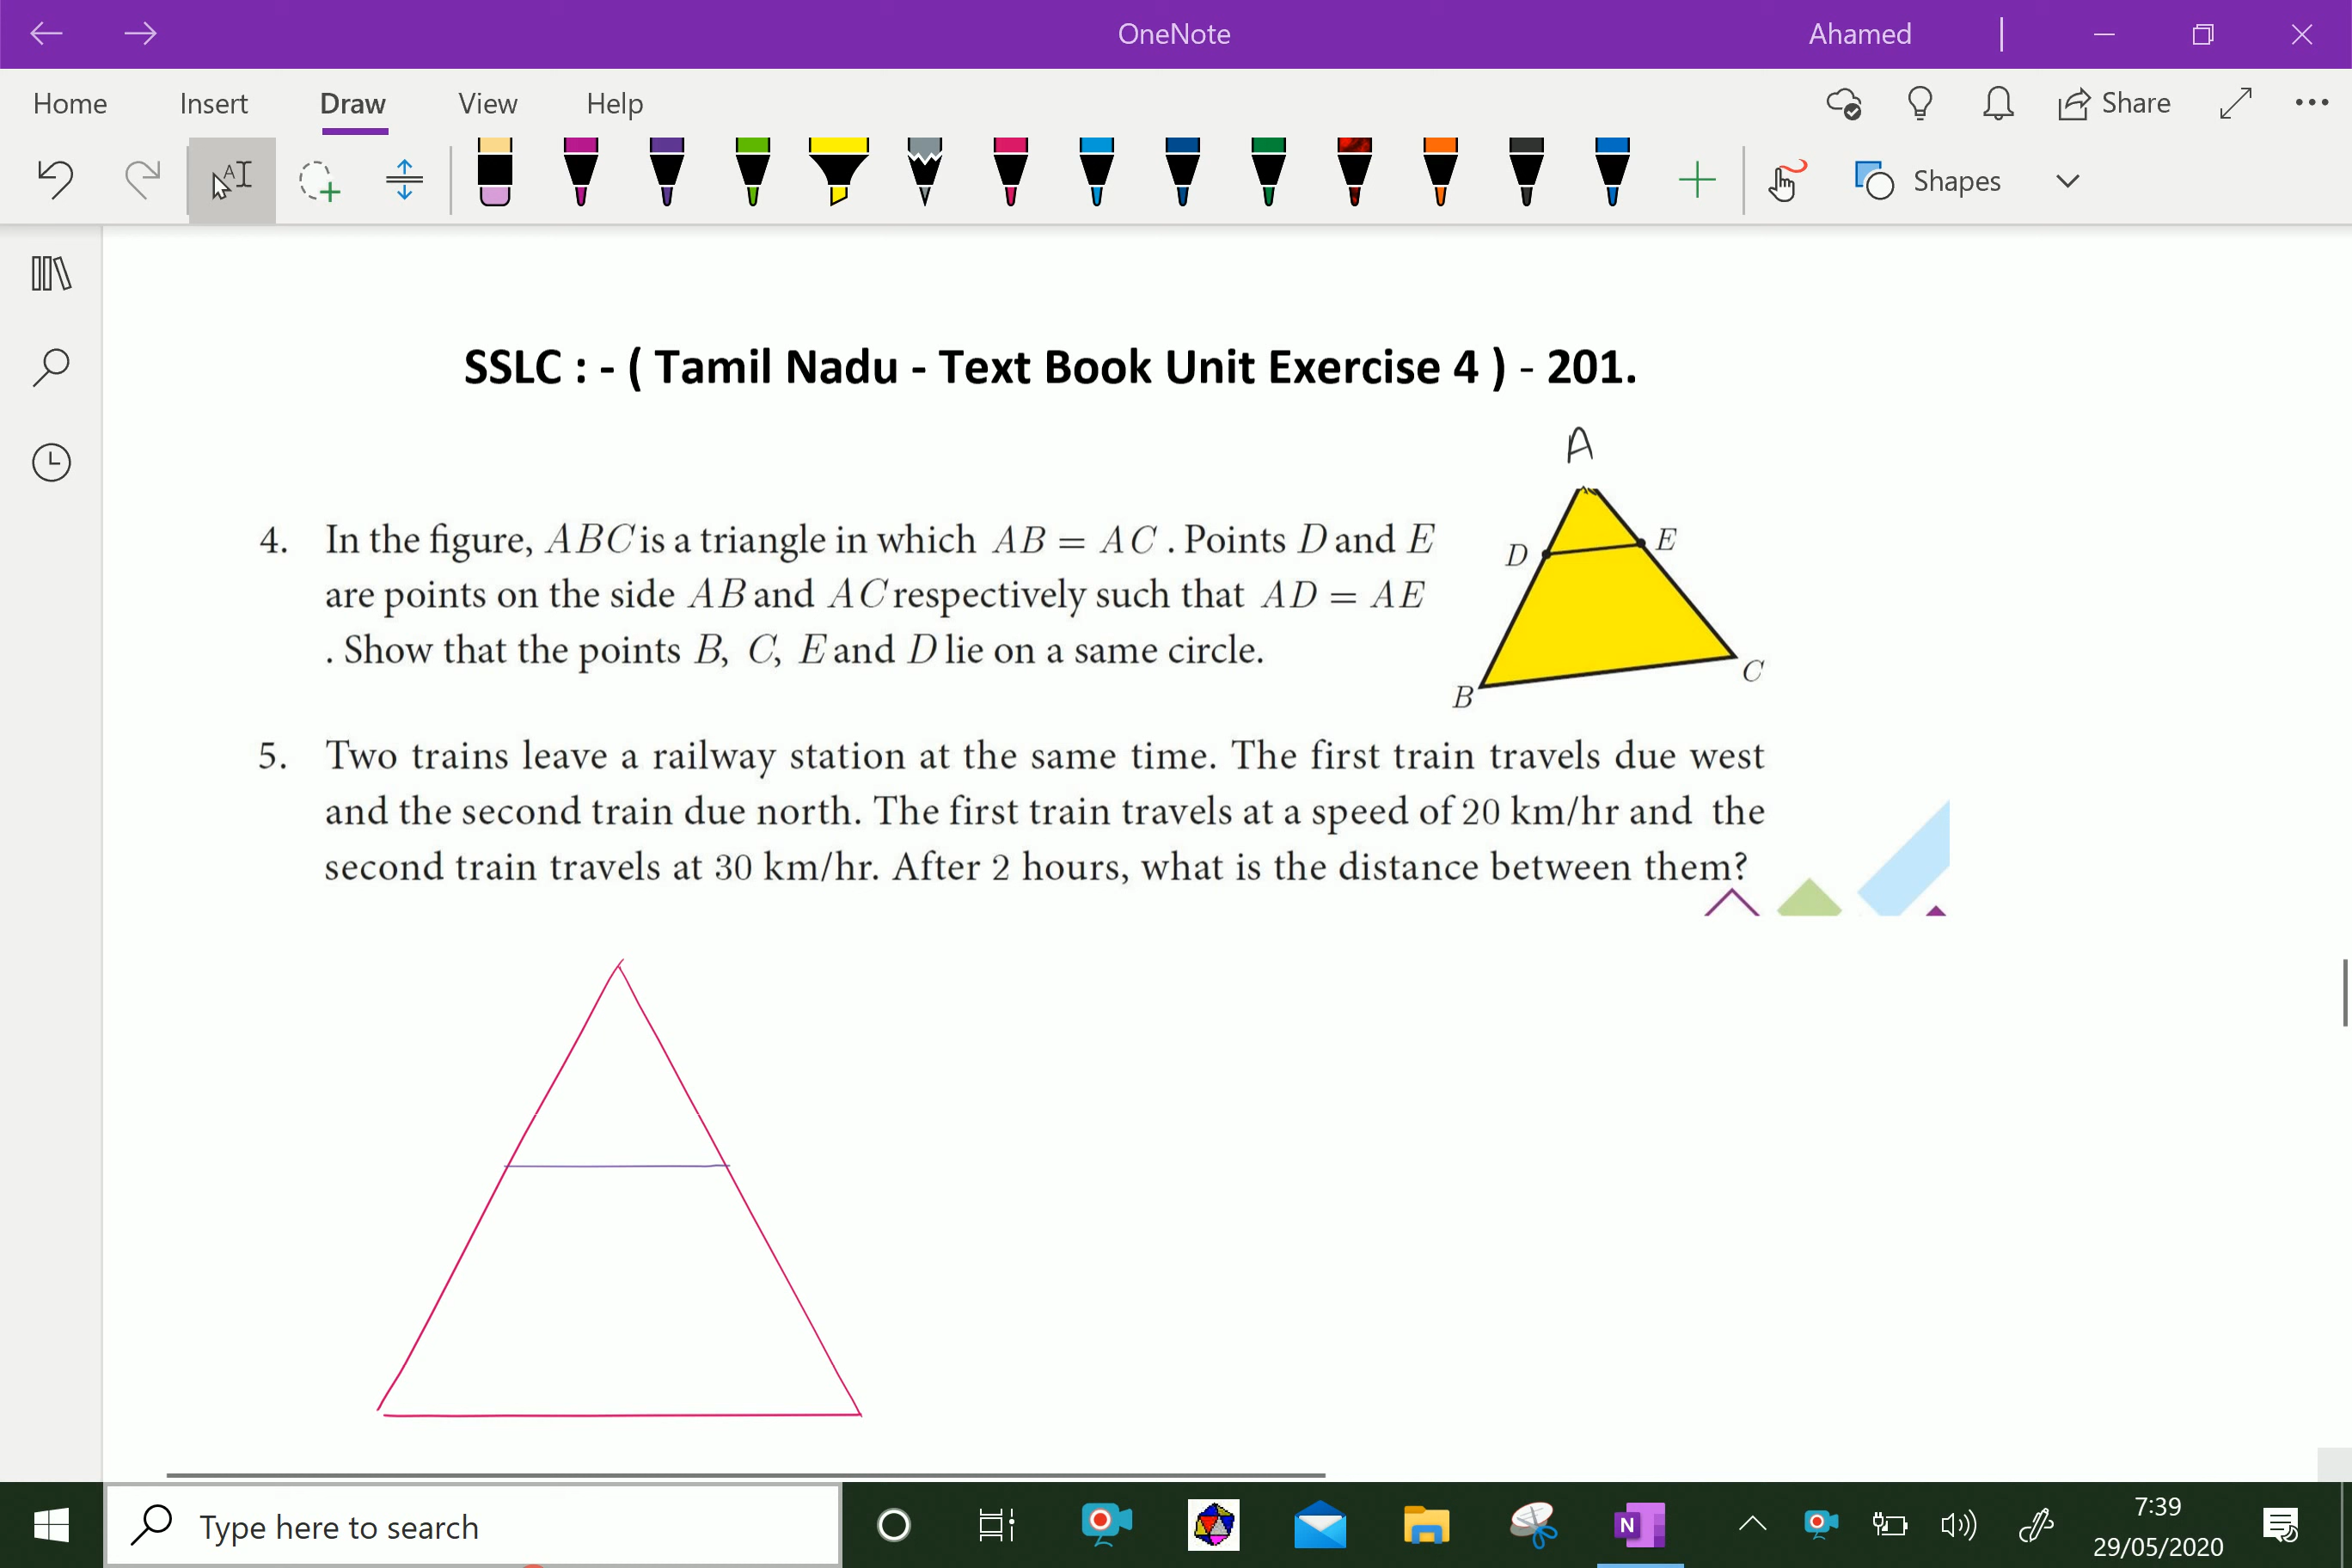 OneNote
Ahamed
Home Insert Draw View Help
Share
Shapes
SSLC : - ( Tamil Nadu - Text Book Unit Exercise 4 ) - 201.
A
4. In the figure, ABC is a triangle in which AB = AC . Points D and E
are points on the side AB and AC respectively such that AD = AE
. Show that the points B, C, E and D lie on a same circle.
D
E
B
C
5. Two trains leave a railway station at the same time. The first train travels due west
and the second train due north. The first train travels at a speed of 20 km/hr and the
second train travels at 30 km/hr. After 2 hours, what is the distance between them?
Type here to search
N
7:39
29/05/2020